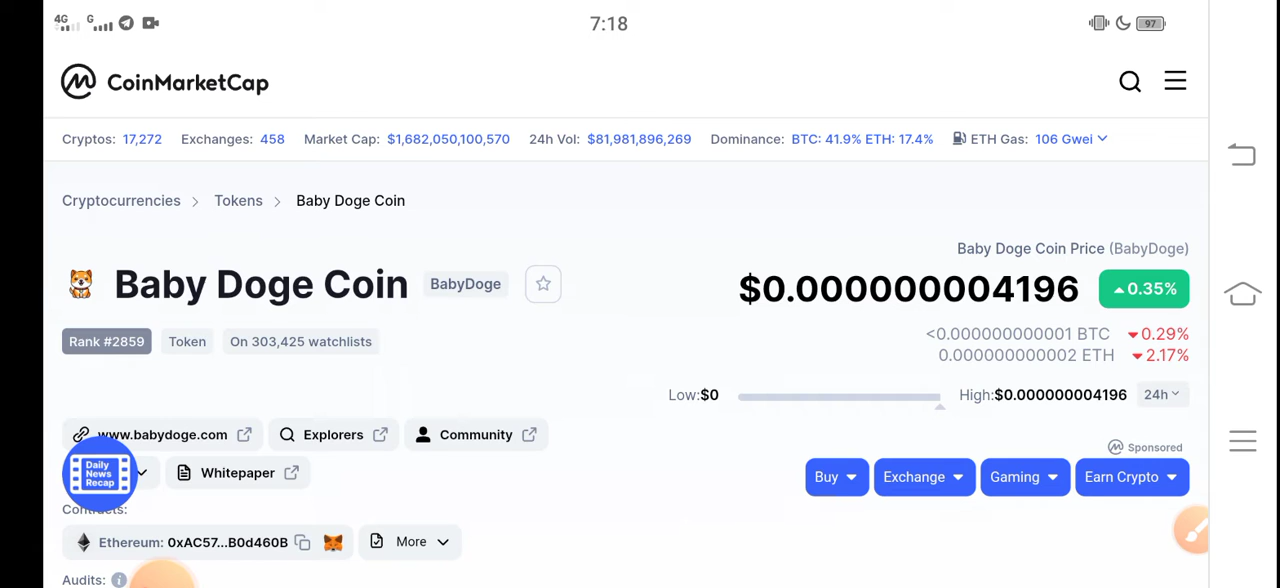 4G G 7:18 97
CoinMarketCap
Cryptos: 17,272 Exchanges: 458 Market Cap: $1,682,050,100,570 24h Vol: $81,981,896,269 Dominance: BTC: 41.9% ETH: 17.4% ETH Gas: 106 Gwei
Cryptocurrencies > Tokens > Baby Doge Coin
Baby Doge Coin Price (BabyDoge)
Baby Doge Coin BabyDoge $0.000000004196 0.35%
<0.000000000001 BTC 0.29%
Rank #2859 Token On 303,425 watchlists
0.000000000002 ETH 2.17%
Low:$0 High:$0.000000004196 24h
www.babydoge.com Explorers Community
Sponsored
Daily
News
Recap
Whitepaper
Buy Exchange Gaming Earn Crypto
Contracts:
Ethereum: 0xAC57...B0d460B More
Audits: